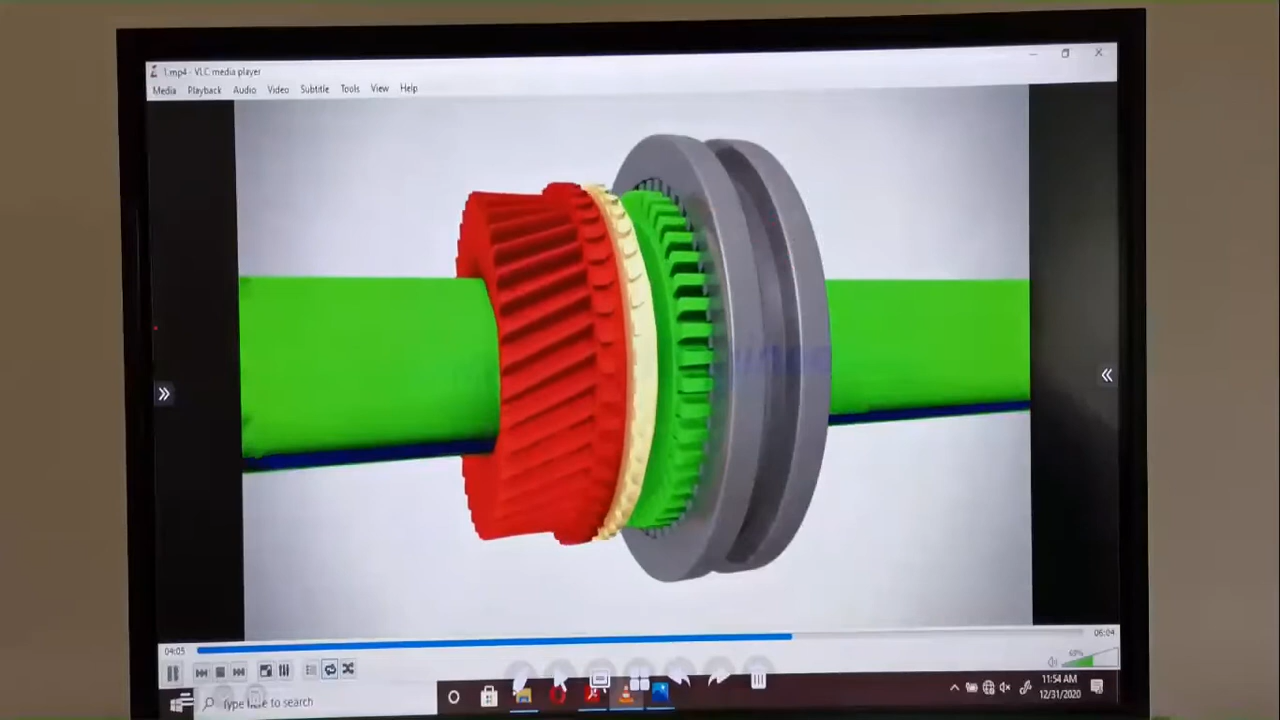 1.mp4 - VLC media player
Media Playback Audio Video Subtitle Tools View Help
04:05
06:04
68%
Type here to search
11:54 AM
12/31/2020